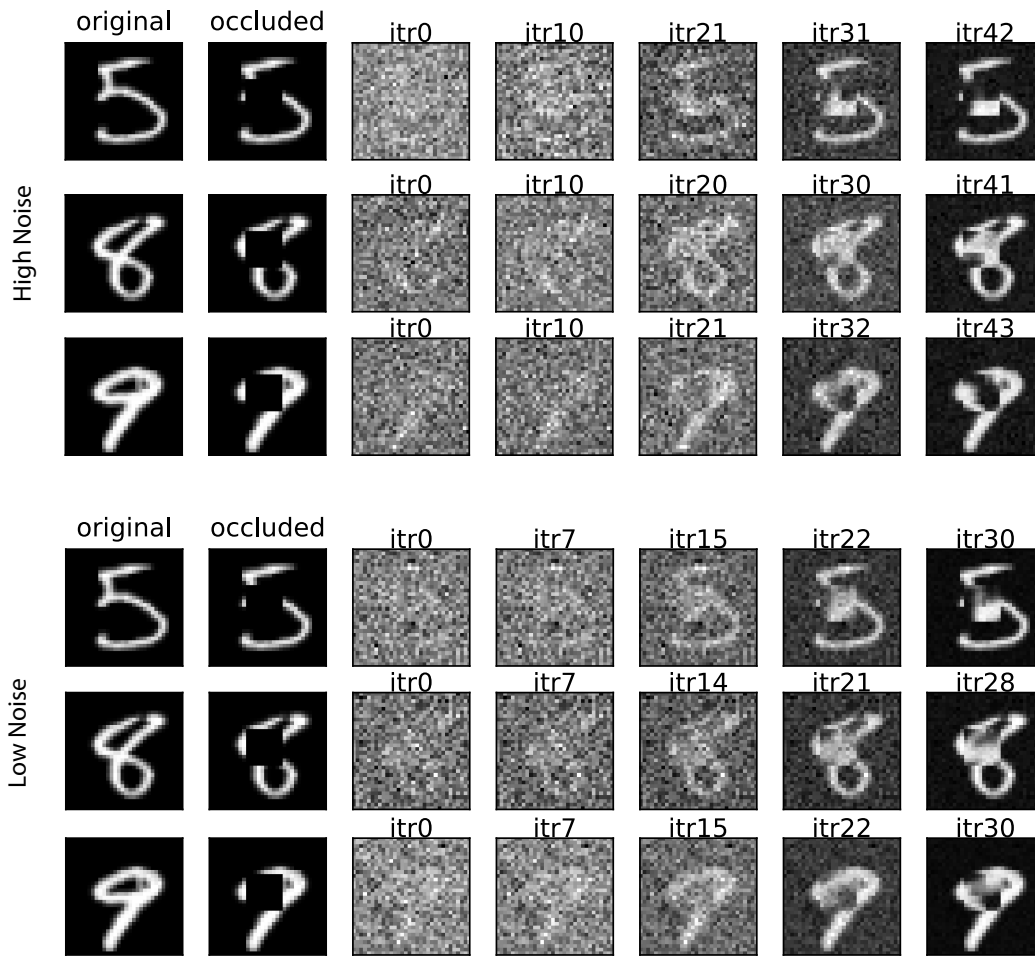 original occluded itr0 itr10 itr21 itr31 itr42
itr0 itr10 itr20 itr30 itr41
High Noise
itr0 itr10 itr21 itr32 itr43
original occluded itr0 itr7 itr15 itr22 itr30
itr0 itr7 itr14 itr21 itr28
Low Noise
itr0 itr7 itr15 itr22 itr30